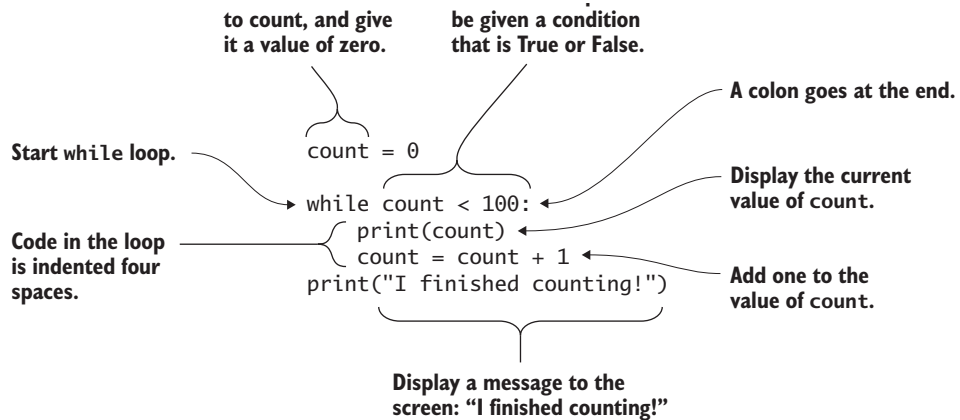 to count, and give
it a value of zero.
be given a condition
that is True or False.
A colon goes at the end.
Start while loop.
count = 0
while count < 100:
Display the current
value of count.
print(count)
Code in the loop
is indented four
spaces.
count = count + 1
Add one to the
value of count.
print("I finished counting!")
Display a message to the
screen: “I finished counting!”